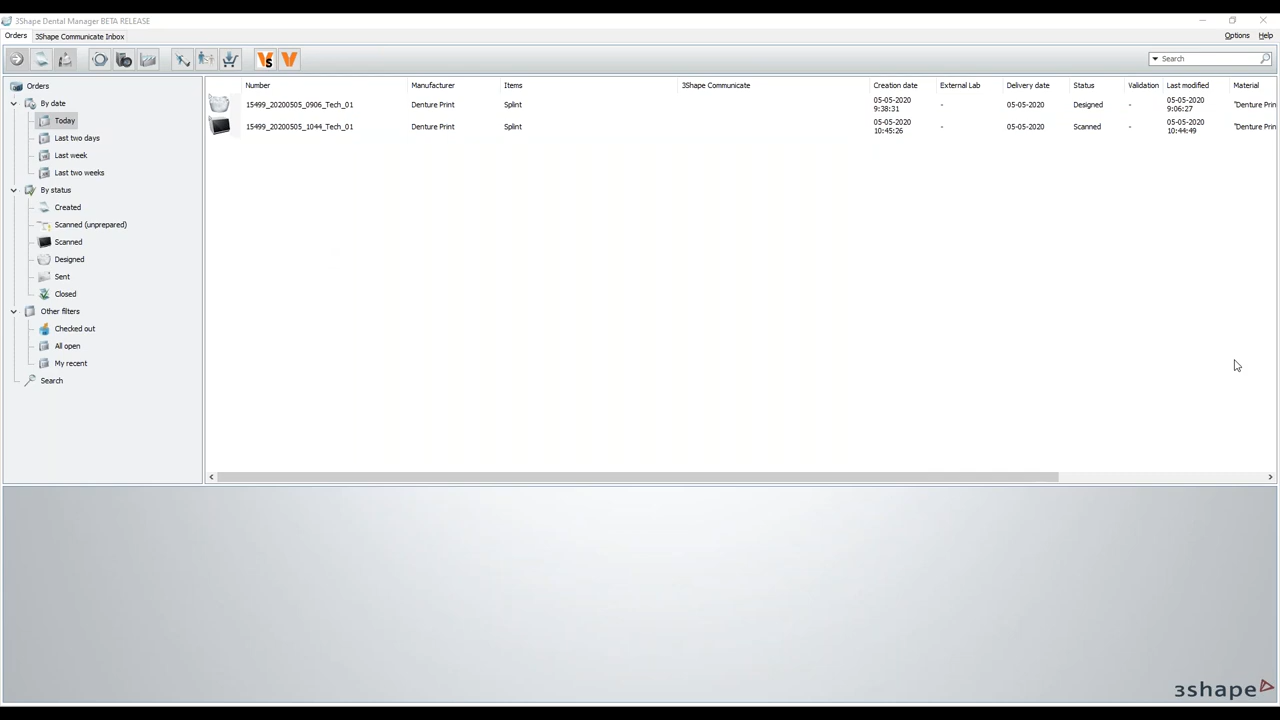 3Shape Dental Manager BETA RELEASE
Orders 3Shape Communicate Inbox Options Help
Search
Orders
By date
Today
Last two days
Last week
Last two weeks
By status
Created
Scanned (unprepared)
Scanned
Designed
Sent
Closed
Other filters
Checked out
All open
My recent
Search
Number Manufacturer Items 3Shape Communicate Creation date External Lab Delivery date Status Validation Last modified Material
15499_20200505_0906_Tech_01 Denture Print Splint 05-05-2020 9:38:31 - 05-05-2020 Designed - 05-05-2020 9:06:27 "Denture Prin
15499_20200505_1044_Tech_01 Denture Print Splint 05-05-2020 10:45:26 - 05-05-2020 Scanned - 05-05-2020 10:44:49 "Denture Prin
3shape